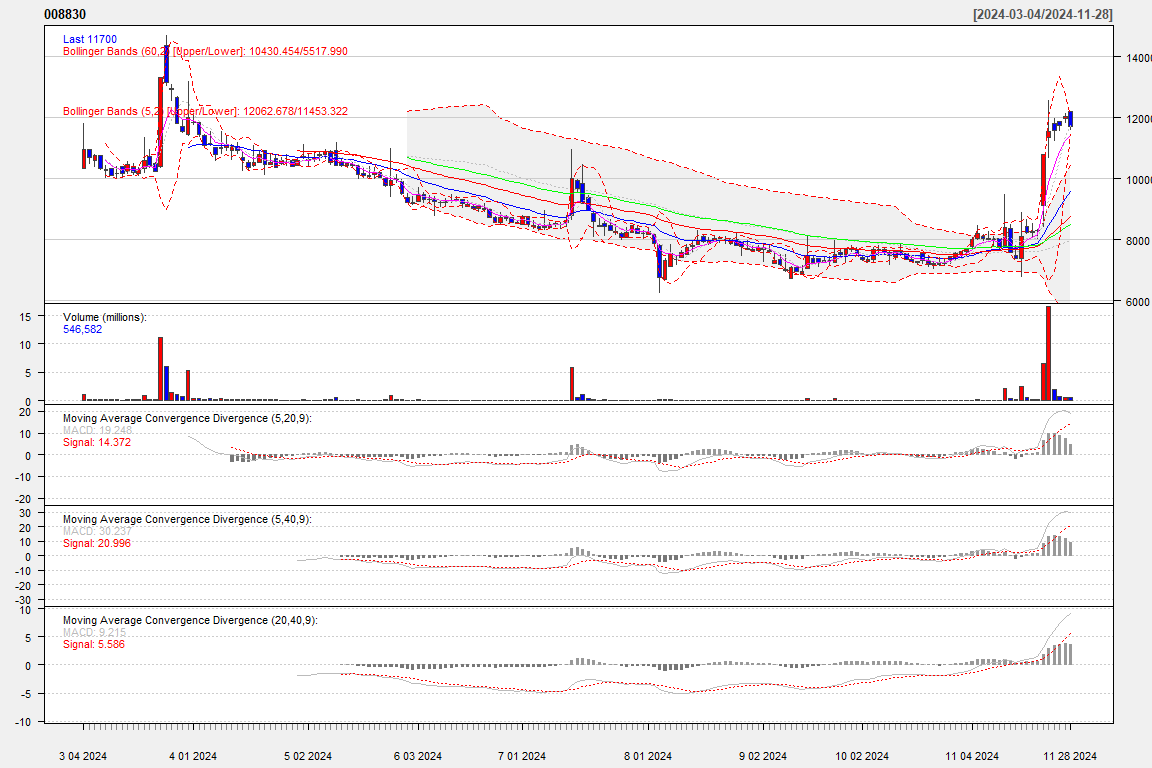 008830
[2024-03-04/2024-11-28]
Last 11700
Bollinger Bands (60,2) [Upper/Lower]: 10430.454/5517.990
Bollinger Bands (5,2) [Upper/Lower]: 12062.678/11453.322
14000
12000
10000
8000
6000
Volume (millions):
546,582
15
10
5
0
Moving Average Convergence Divergence (5,20,9):
MACD: 19.248
Signal: 14.372
20
10
0
-10
-20
Moving Average Convergence Divergence (5,40,9):
MACD: 30.237
Signal: 20.996
30
20
10
0
-10
-20
-30
Moving Average Convergence Divergence (20,40,9):
MACD: 9.215
Signal: 5.586
10
5
0
-5
-10
3 04 2024
4 01 2024
5 02 2024
6 03 2024
7 01 2024
8 01 2024
9 02 2024
10 02 2024
11 04 2024
11 28 2024